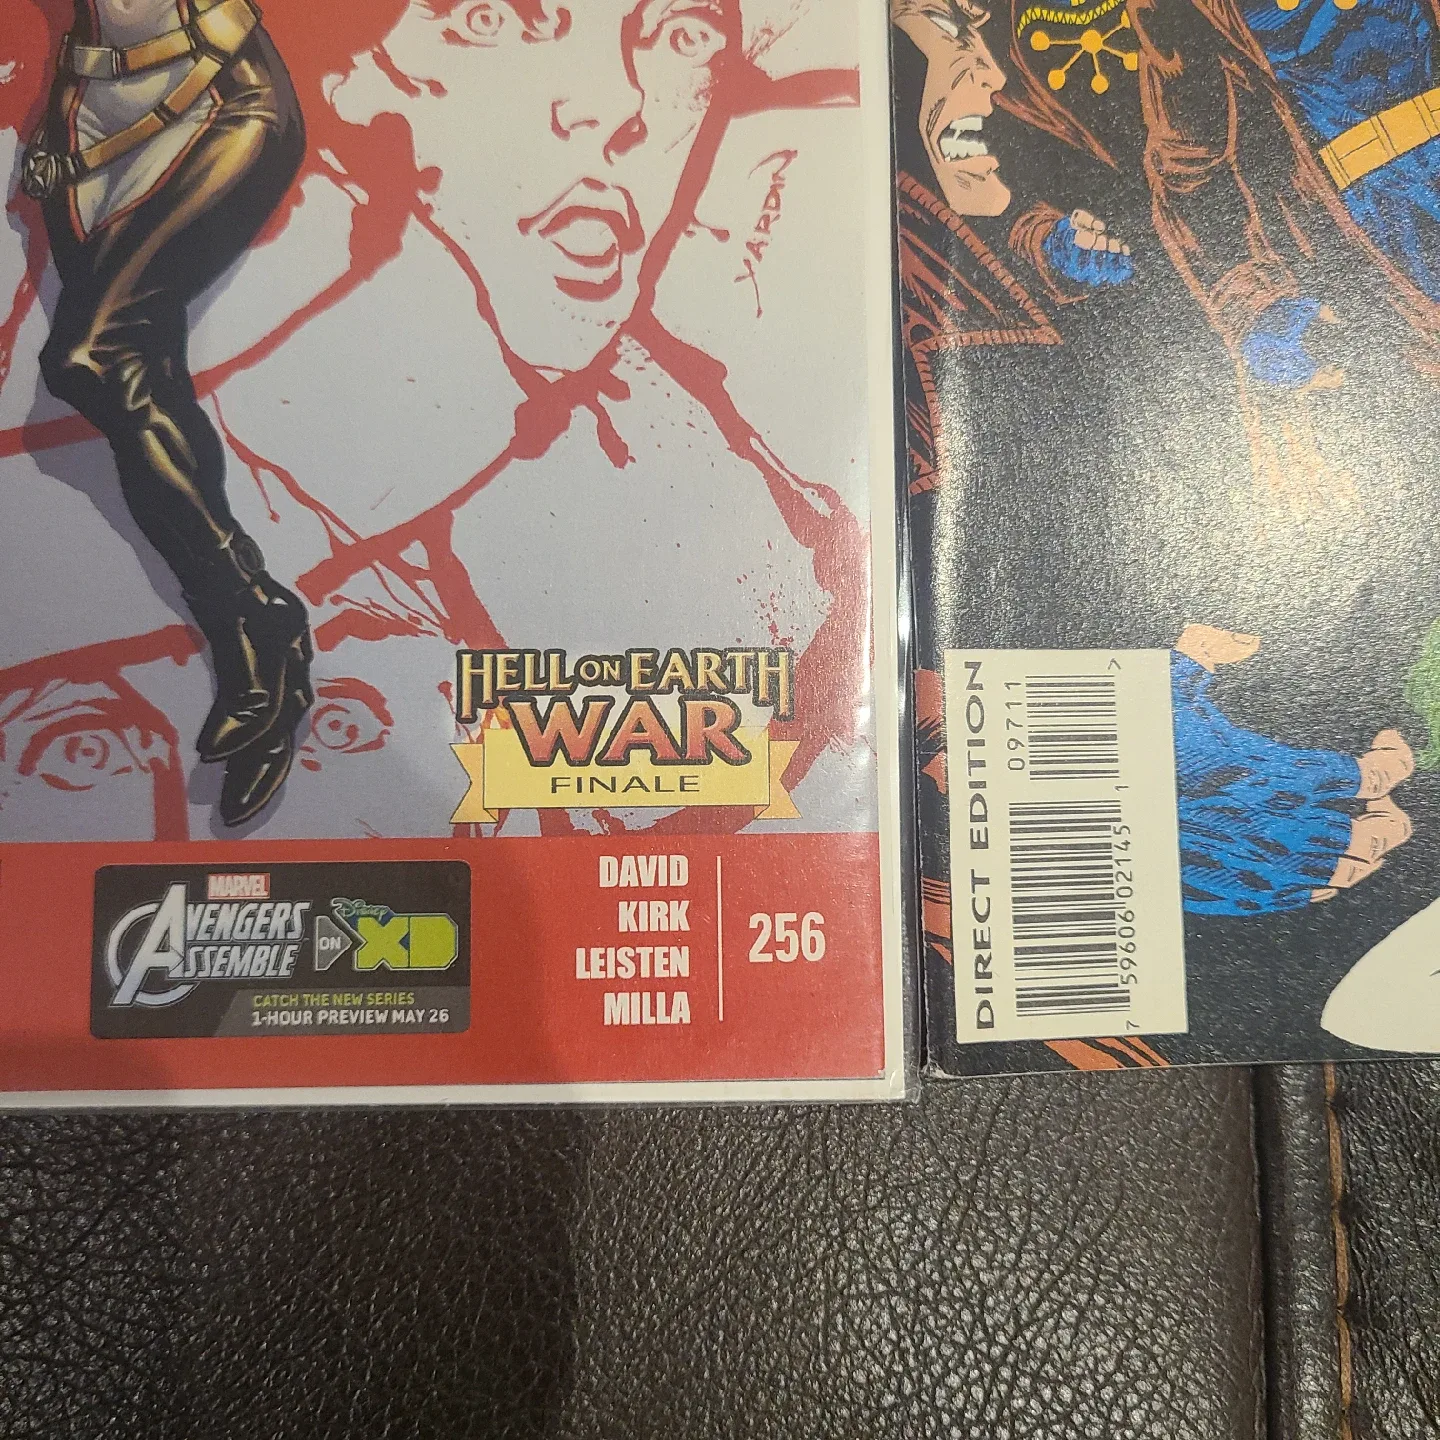 YARDIN
HELL ON EARTH
WAR
FINALE
MARVEL
AVENGERS
ASSEMBLE
ON
Disney
XD
CATCH THE NEW SERIES
1-HOUR PREVIEW MAY 26
DAVID
KIRK
LEISTEN
MILLA
256
DIRECT EDITION
7 59606 02145 1
09711 >